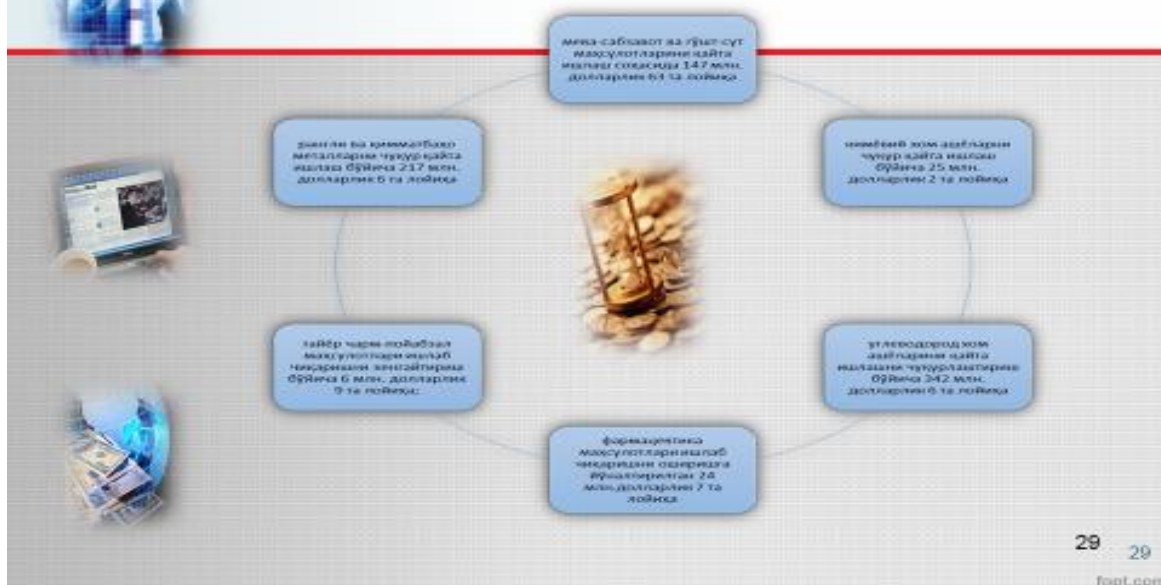 мева-сабзавот ва гўшт-сут
маҳсулотларини қайта
ишлаш соҳасида 147 млн.
долларлик 63 та лойиҳа
кимёвий хом ашёларни
чуқур қайта ишлаш
бўйича 25 млн.
долларлик 2 та лойиҳа
углеводород хом
ашёларини қайта
ишлашни чуқурлаштириш
бўйича 342 млн.
долларлик 6 та лойиҳа
фармацевтика
маҳсулотлари ишлаб
чиқаришни оширишга
йўналтирилган 24
млн.долларлик 7 та
лойиҳа
тайёр чарм-пойабзал
маҳсулотлари ишлаб
чиқаришни кенгайтириш
бўйича 6 млн. долларлик
9 та лойиҳа;
рангли ва қимматбаҳо
металларни чуқур қайта
ишлаш бўйича 217 млн.
долларлик 6 та лойиҳа
29
29